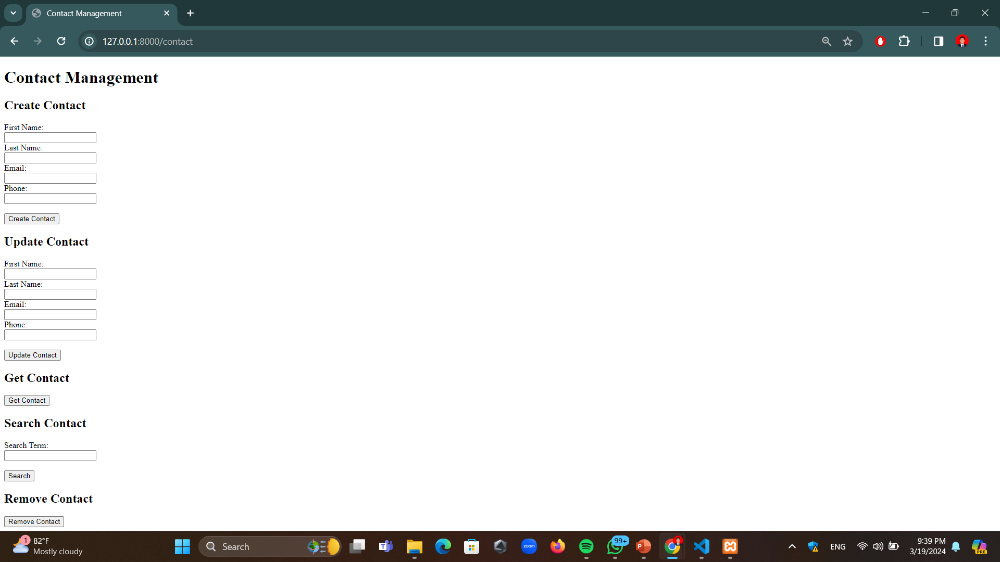 Contact Management
127.0.0.1:8000/contact
Contact Management
Create Contact
First Name:
Last Name:
Email:
Phone:
Create Contact
Update Contact
First Name:
Last Name:
Email:
Phone:
Update Contact
Get Contact
Get Contact
Search Contact
Search Term:
Search
Remove Contact
Remove Contact
1
82°F
Mostly cloudy
Search
T
zoom
99+
P
ENG
9:39 PM
3/19/2024
PRE